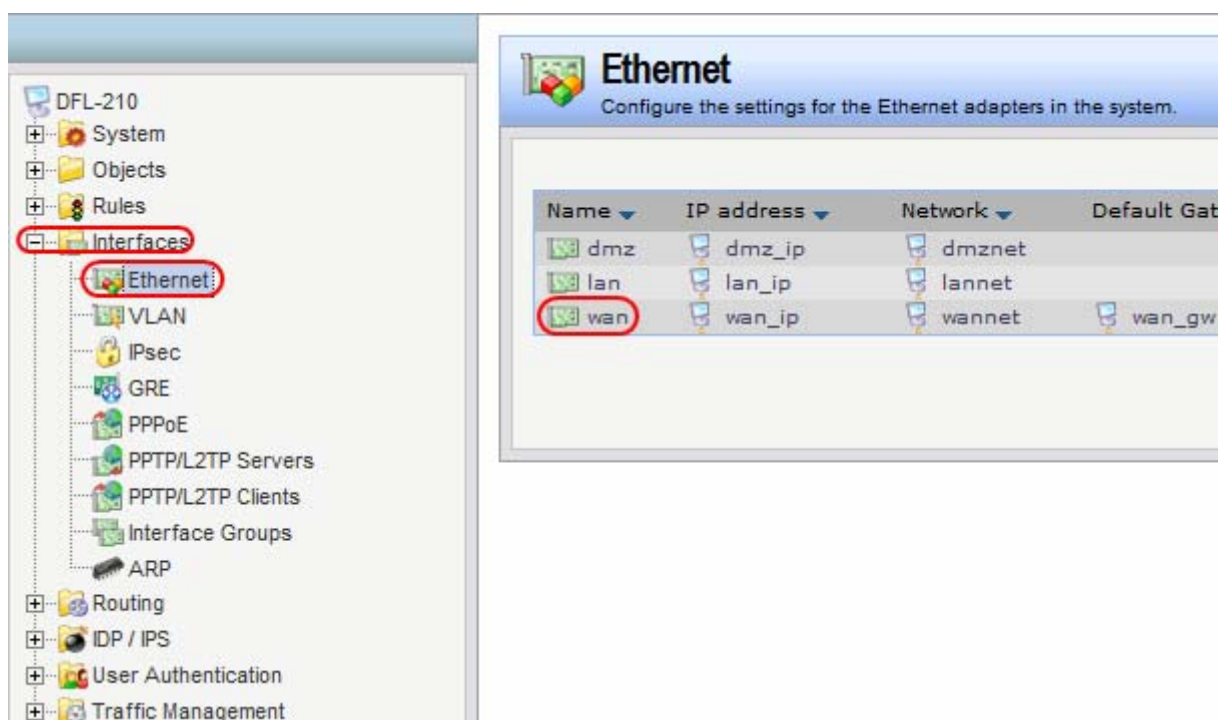 DFL-210
System
Objects
Rules
Interfaces
Ethernet
VLAN
IPsec
GRE
PPPoE
PPTP/L2TP Servers
PPTP/L2TP Clients
Interface Groups
ARP
Routing
IDP / IPS
User Authentication
Traffic Management
Ethernet
Configure the settings for the Ethernet adapters in the system.
Name IP address Network Default Gat
dmz dmz_ip dmznet
lan lan_ip lannet
wan wan_ip wannet wan_gw